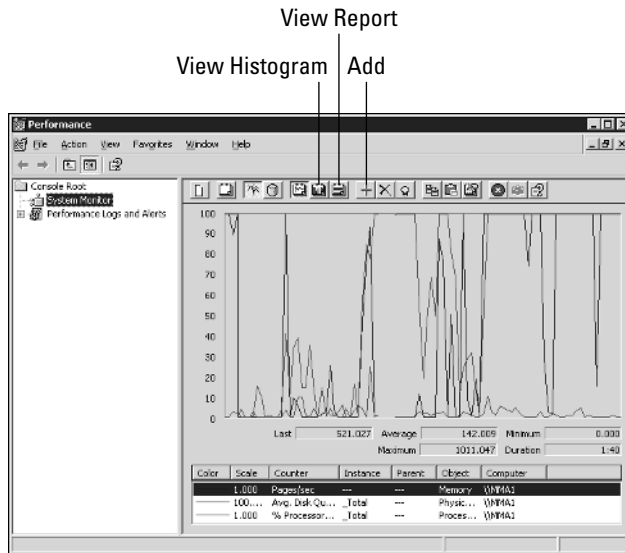 View Report
View Histogram Add
Performance
File Action View Favorites Window Help
Console Root
System Monitor
Performance Logs and Alerts
100
90
80
70
60
50
40
30
20
10
0
Last 521.027 Average 142.009 Minimum 0.000
Maximum 1011.047 Duration 1:40
Color Scale Counter Instance Parent Object Computer
1.000 Pages/sec --- --- Memory \\MMA1
100.... Avg. Disk Qu... _Total --- Physic... \\MMA1
1.000 % Processor... _Total --- Proces... \\MMA1